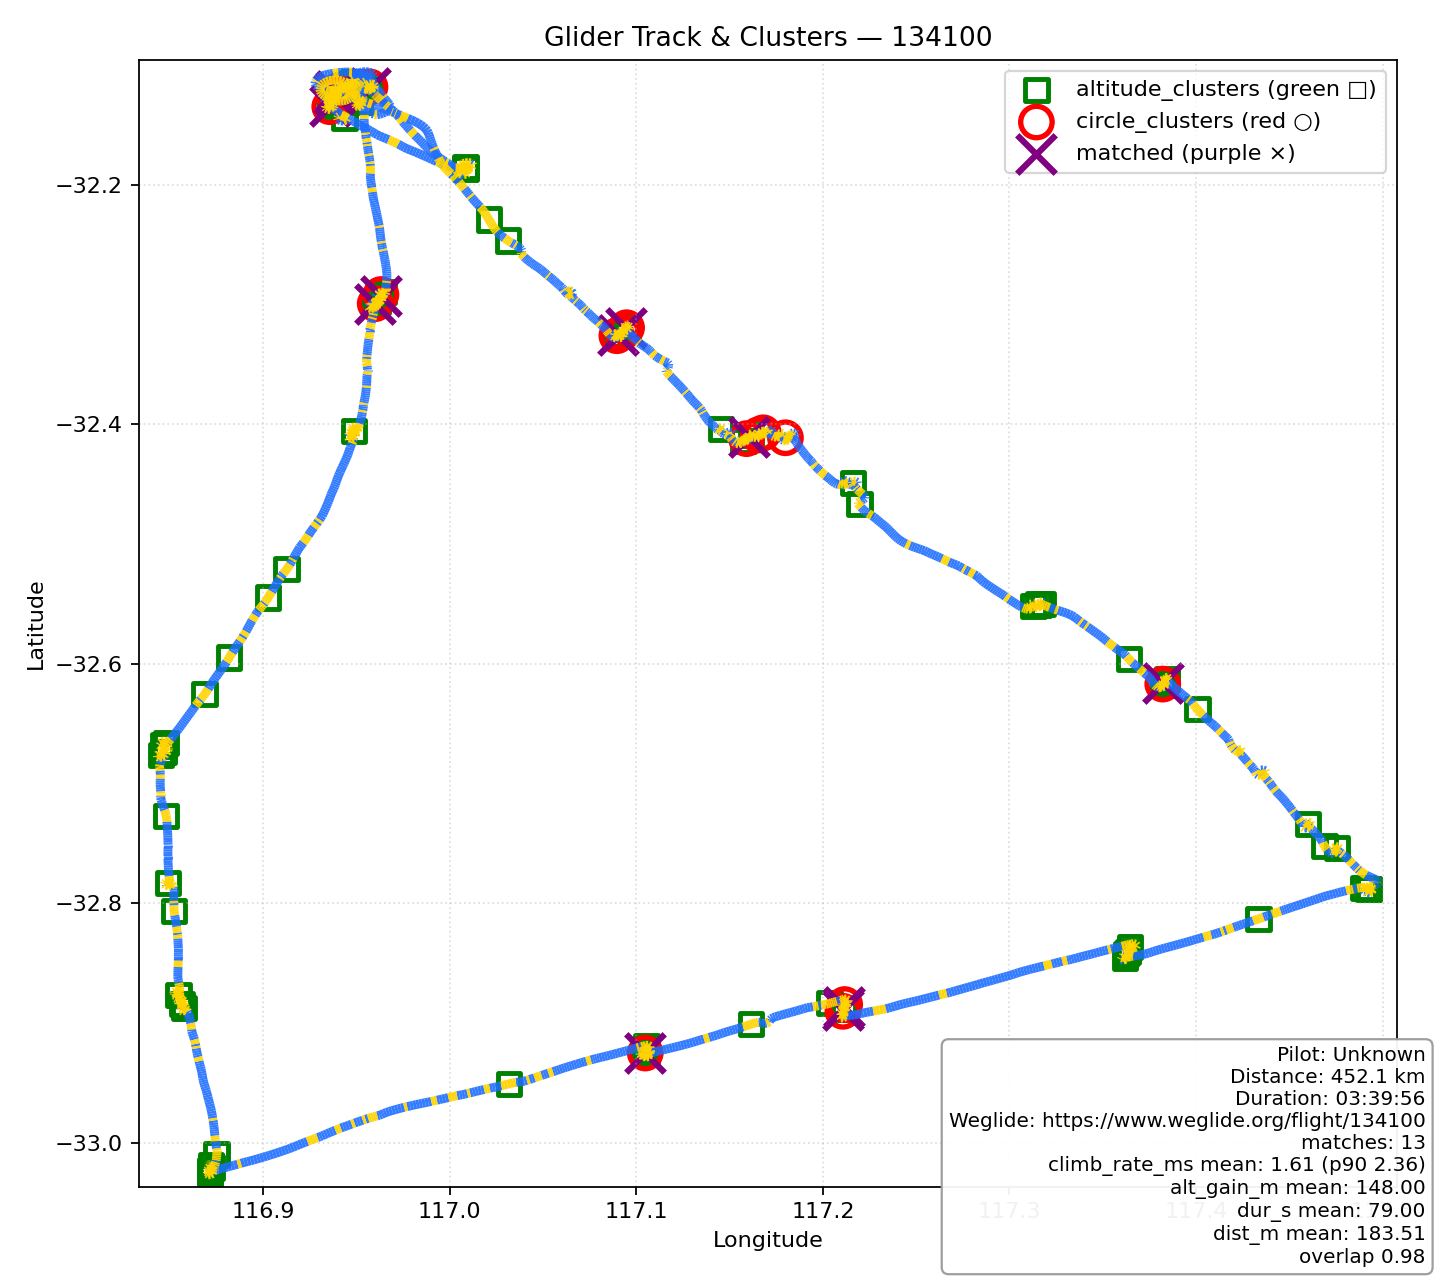 Glider Track & Clusters — 134100
altitude_clusters (green □)
circle_clusters (red ○)
matched (purple ×)
Latitude
−32.2
−32.4
−32.6
−32.8
−33.0
116.9
117.0
117.1
117.2
117.3
117.4
Longitude
Pilot: Unknown
Distance: 452.1 km
Duration: 03:39:56
Weglide: https://www.weglide.org/flight/134100
matches: 13
climb_rate_ms mean: 1.61 (p90 2.36)
alt_gain_m mean: 148.00
dur_s mean: 79.00
dist_m mean: 183.51
overlap 0.98